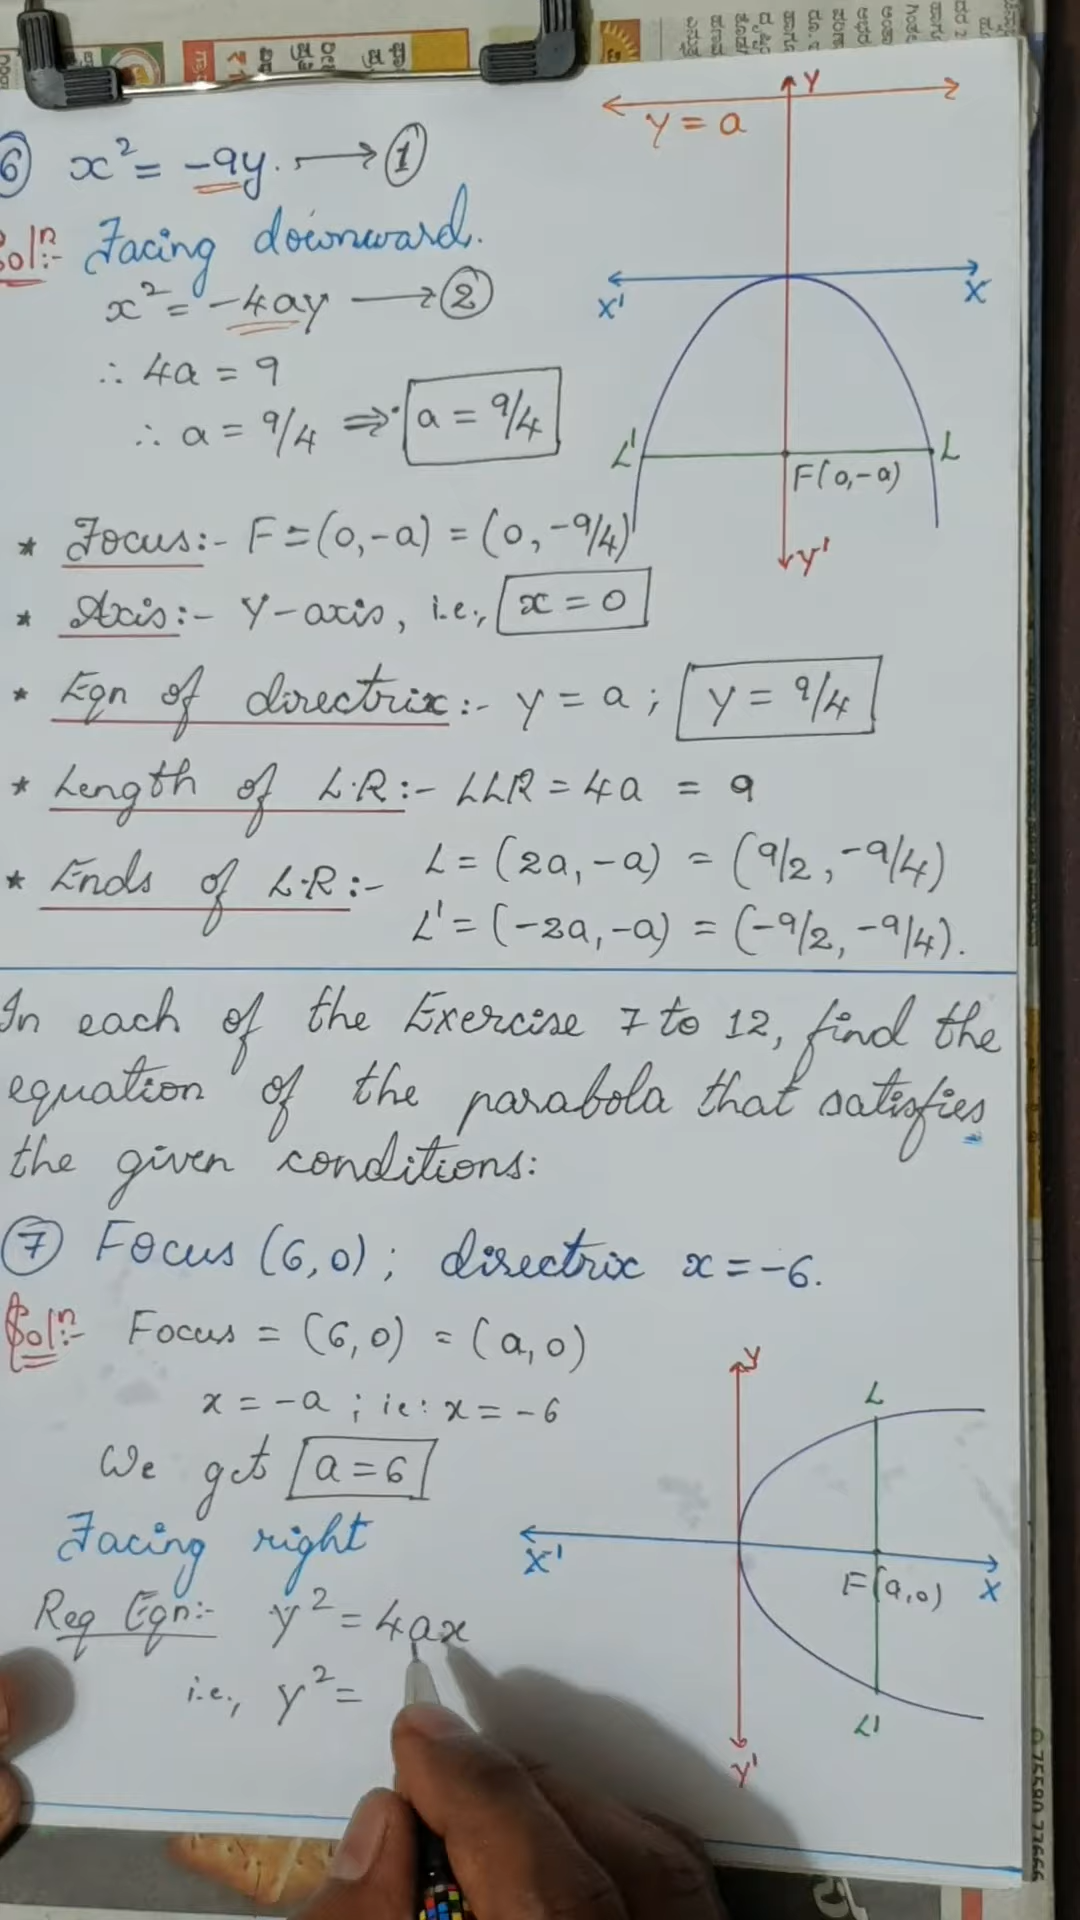 6 x² = -9y. → 1
Solⁿ:- Facing downward.
x² = -4ay → 2
∴ 4a = 9
∴ a = 9/4 ⇒ a = 9/4
y = a
Y
X'
X
L'
L
F(0,-a)
Y'
* Focus:- F = (0,-a) = (0, -9/4)
* Axis:- Y-axis, i.e., x = 0
* Eqn of directrix:- y = a ; y = 9/4
* Length of L.R:- LLR = 4a = 9
* Ends of L.R:- L = (2a, -a) = (9/2, -9/4)
L' = (-2a, -a) = (-9/2, -9/4).
In each of the Exercise 7 to 12, find the
equation of the parabola that satisfies
the given conditions:
7 Focus (6,0); directrix x = -6.
Solⁿ:- Focus = (6,0) = (a,0)
x = -a ; ie: x = -6
We get a = 6
Facing right
Req Eqn:- y² = 4ax
i.e., y² =
Y
L
X'
F(a,0)
X
L'
Y'